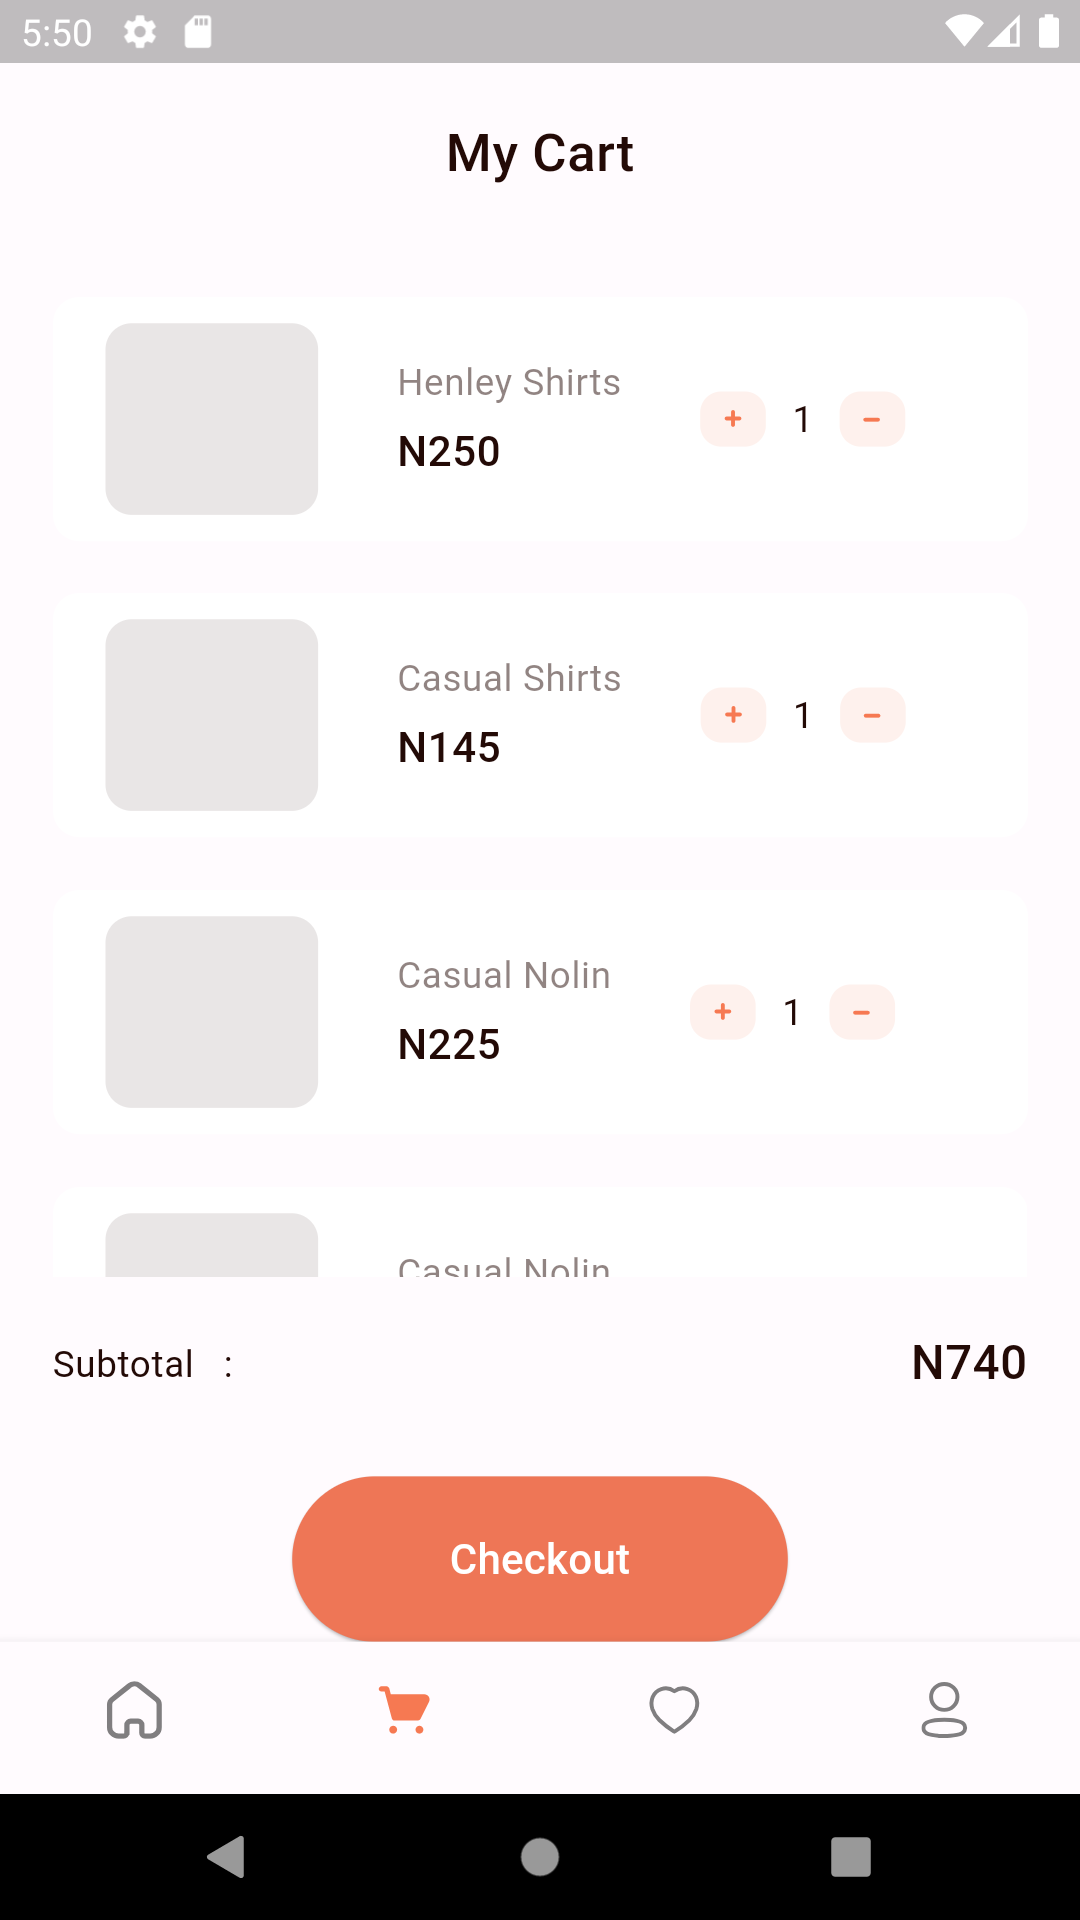 5:50
My Cart
Henley Shirts
N250
+ 1 −
Casual Shirts
N145
+ 1 −
Casual Nolin
N225
+ 1 −
Casual Nolin
Subtotal :
N740
Checkout